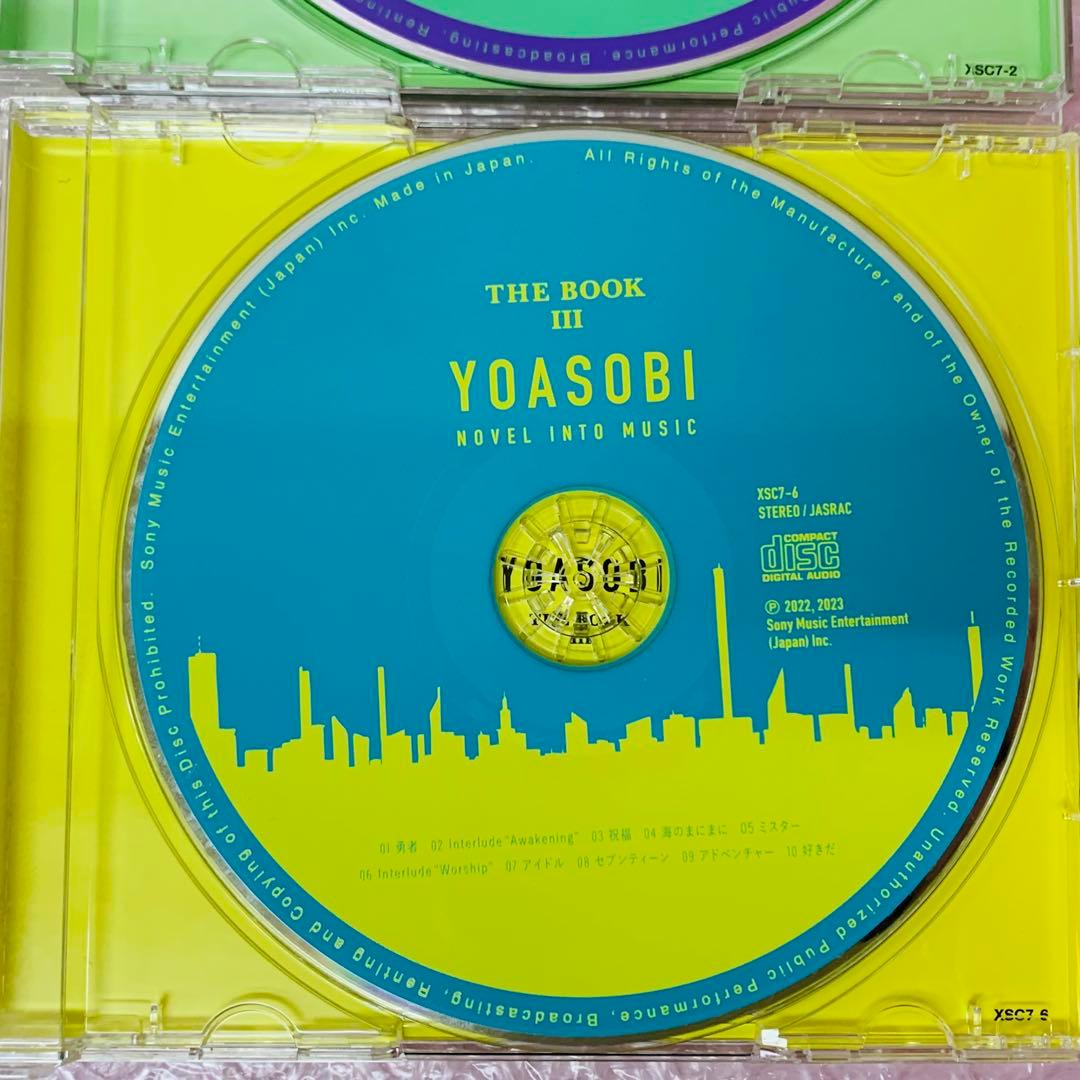 Public Performance, Broadcasting, Renting
XSC7-2
All Rights of the Manufacturer and of the Owner of the Recorded Work Reserved. Unauthorized Public Performance, Broadcasting, Renting and Copying of this Disc Prohibited. Sony Music Entertainment (Japan) Inc. Made in Japan.
THE BOOK
III
YOASOBI
NOVEL INTO MUSIC
XSC7-6
STEREO / JASRAC
COMPACT
disc
DIGITAL AUDIO
YOASOBI
THE BOOK
III
Ⓟ 2022, 2023
Sony Music Entertainment
(Japan) Inc.
01 勇者 02 Interlude "Awakening" 03 祝福 04 海のまにまに 05 ミスター
06 Interlude "Worship" 07 アイドル 08 セブンティーン 09 アドベンチャー 10 好きだ
XSC7-6